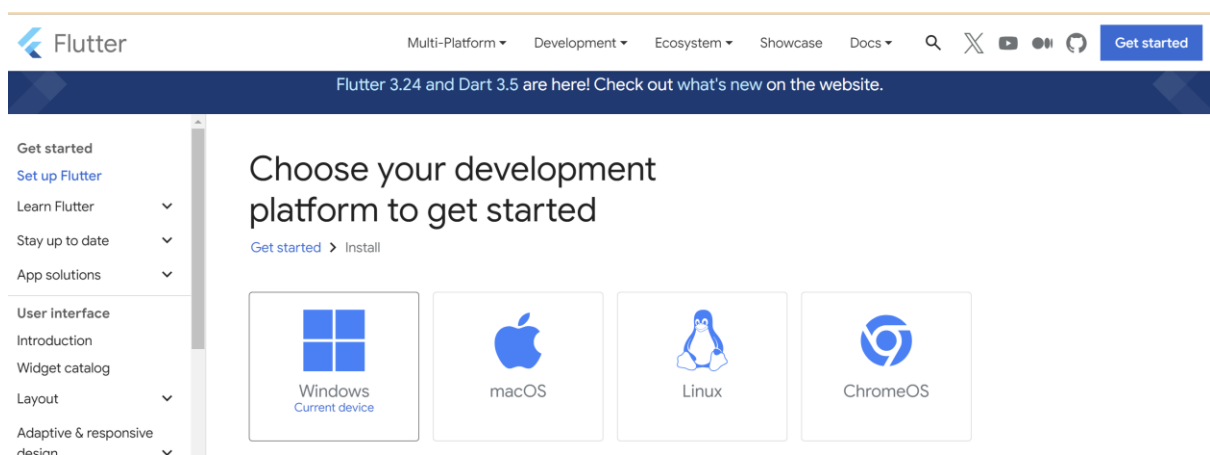 Flutter
Multi-Platform
Development
Ecosystem
Showcase
Docs
Get started
Flutter 3.24 and Dart 3.5 are here! Check out what's new on the website.
Get started
Set up Flutter
Learn Flutter
Stay up to date
App solutions
User interface
Introduction
Widget catalog
Layout
Adaptive & responsive
design
Choose your development
platform to get started
Get started > Install
Windows
Current device
macOS
Linux
ChromeOS